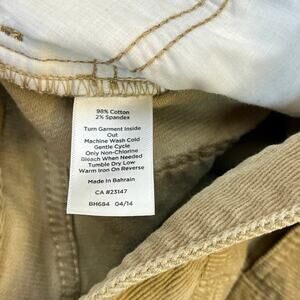 98% Cotton
2% Spandex
Turn Garment Inside
Out
Machine Wash Cold
Gentle Cycle
Only Non-Chlorine
Bleach When Needed
Tumble Dry Low
Warm Iron On Reverse
Made In Bahrain
CA #23147
BH684 04/14